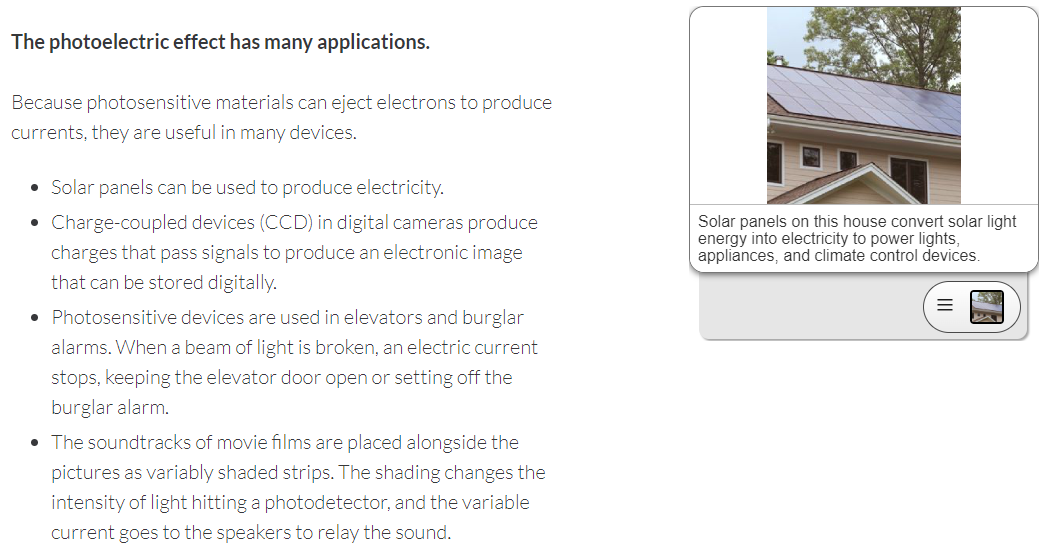 The photoelectric effect has many applications.
Because photosensitive materials can eject electrons to produce
currents, they are useful in many devices.
• Solar panels can be used to produce electricity.
• Charge-coupled devices (CCD) in digital cameras produce
charges that pass signals to produce an electronic image
that can be stored digitally.
• Photosensitive devices are used in elevators and burglar
alarms. When a beam of light is broken, an electric current
stops, keeping the elevator door open or setting off the
burglar alarm.
• The soundtracks of movie films are placed alongside the
pictures as variably shaded strips. The shading changes the
intensity of light hitting a photodetector, and the variable
current goes to the speakers to relay the sound.
Solar panels on this house convert solar light
energy into electricity to power lights,
appliances, and climate control devices.